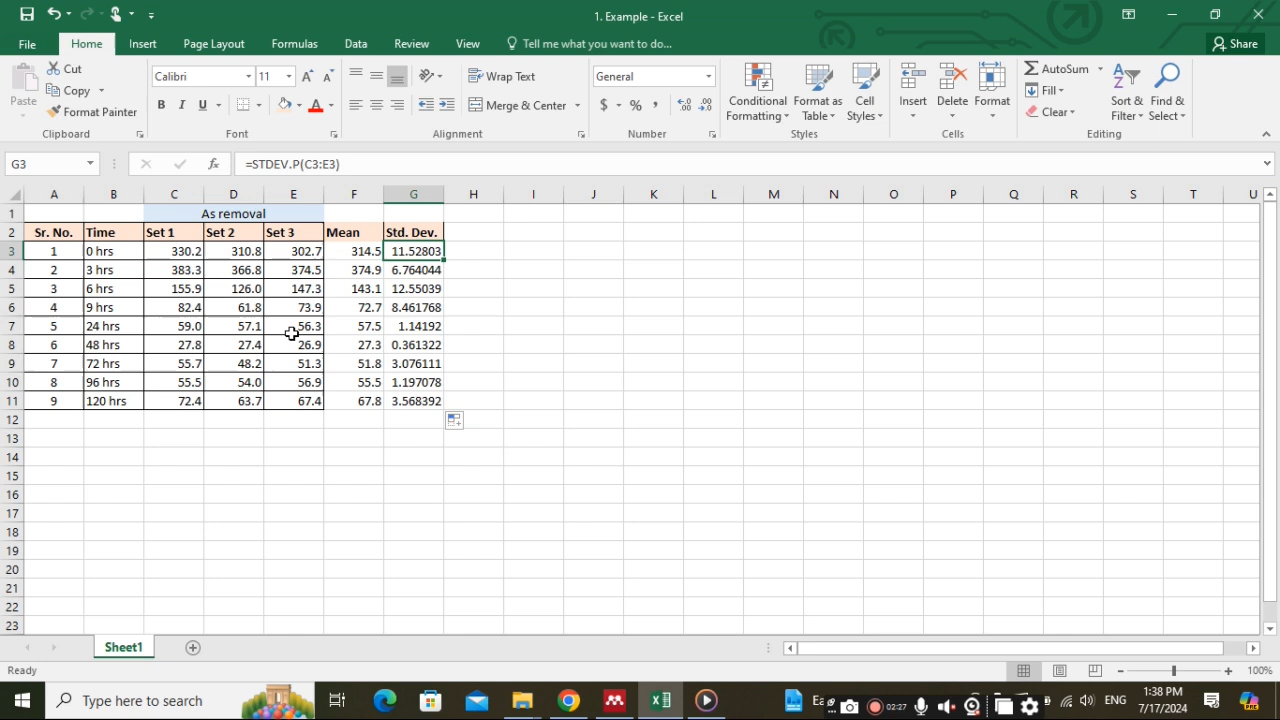 1. Example - Excel
File Home Insert Page Layout Formulas Data Review View Tell me what you want to do... Share
Paste Cut Copy Format Painter
Clipboard
Calibri 11
B I U
Font
Wrap Text
Merge & Center
Alignment
General
$ % ,
Number
Conditional Formatting Format as Table Cell Styles
Styles
Insert Delete Format
Cells
AutoSum
Fill
Clear
Sort & Filter Find & Select
Editing
G3 fx =STDEV.P(C3:E3)
A B C D E F G H I J K L M N O P Q R S T U
1 As removal
2 Sr. No. Time Set 1 Set 2 Set 3 Mean Std. Dev.
3 1 0 hrs 330.2 310.8 302.7 314.5 11.52803
4 2 3 hrs 383.3 366.8 374.5 374.9 6.764044
5 3 6 hrs 155.9 126.0 147.3 143.1 12.55039
6 4 9 hrs 82.4 61.8 73.9 72.7 8.461768
7 5 24 hrs 59.0 57.1 56.3 57.5 1.14192
8 6 48 hrs 27.8 27.4 26.9 27.3 0.361322
9 7 72 hrs 55.7 48.2 51.3 51.8 3.076111
10 8 96 hrs 55.5 54.0 56.9 55.5 1.197078
11 9 120 hrs 72.4 63.7 67.4 67.8 3.568392
12
13
14
15
16
17
18
19
20
21
22
23
Sheet1
Ready 100%
Type here to search 02:27 ENG 1:38 PM
7/17/2024